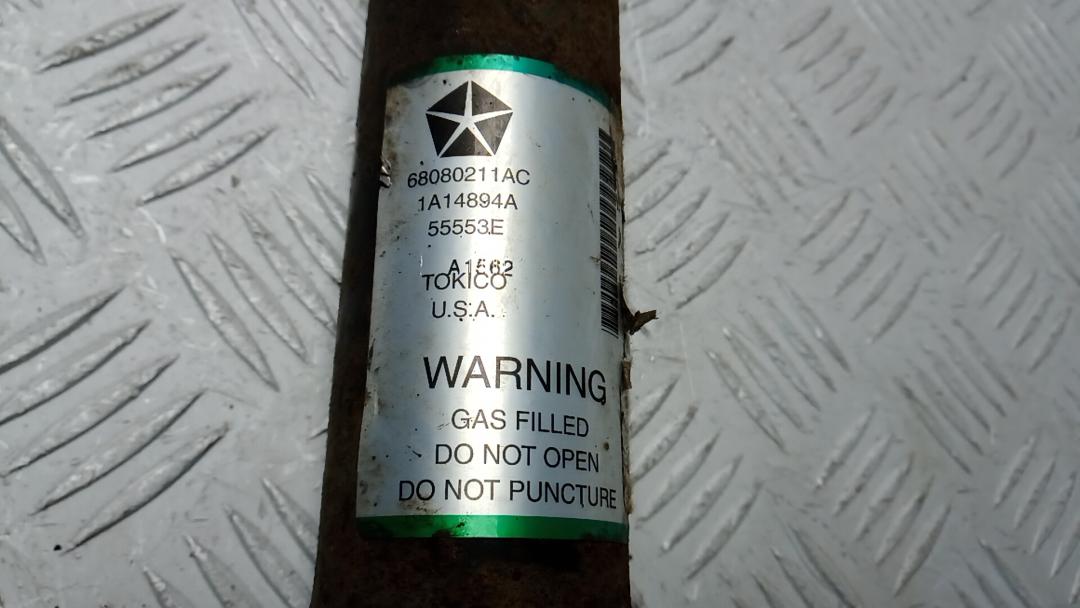 68080211AC
1A14894A
55553E
A1562
TOKICO
U.S.A.
WARNING
GAS FILLED
DO NOT OPEN
DO NOT PUNCTURE